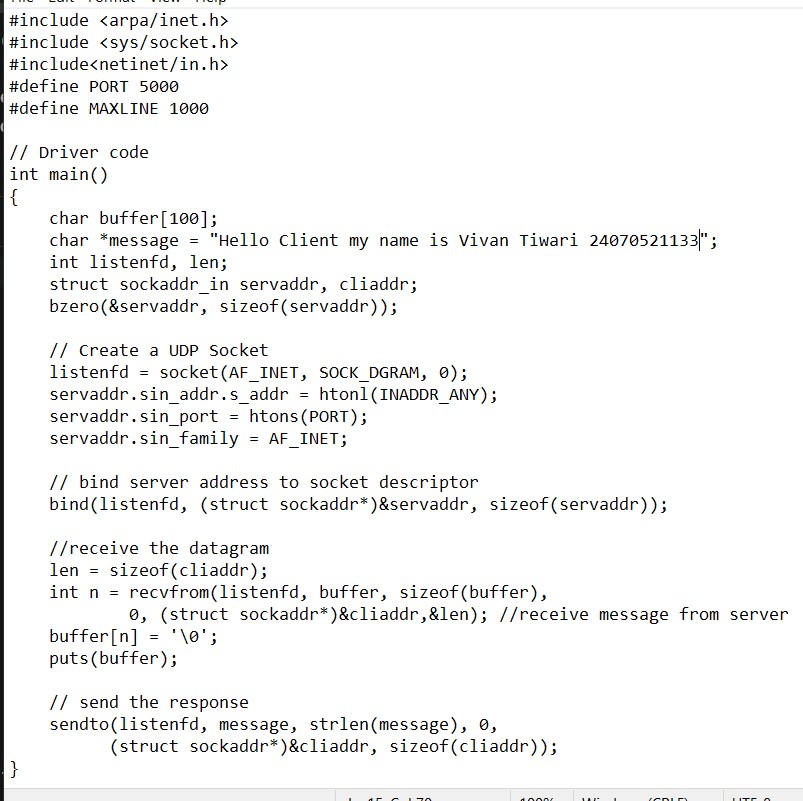 #include <arpa/inet.h>
#include <sys/socket.h>
#include<netinet/in.h>
#define PORT 5000
#define MAXLINE 1000

// Driver code
int main()
{
    char buffer[100];
    char *message = "Hello Client my name is Vivan Tiwari 24070521133";
    int listenfd, len;
    struct sockaddr_in servaddr, cliaddr;
    bzero(&servaddr, sizeof(servaddr));

    // Create a UDP Socket
    listenfd = socket(AF_INET, SOCK_DGRAM, 0);
    servaddr.sin_addr.s_addr = htonl(INADDR_ANY);
    servaddr.sin_port = htons(PORT);
    servaddr.sin_family = AF_INET;

    // bind server address to socket descriptor
    bind(listenfd, (struct sockaddr*)&servaddr, sizeof(servaddr));

    //receive the datagram
    len = sizeof(cliaddr);
    int n = recvfrom(listenfd, buffer, sizeof(buffer),
            0, (struct sockaddr*)&cliaddr,&len); //receive message from server
    buffer[n] = '\0';
    puts(buffer);

    // send the response
    sendto(listenfd, message, strlen(message), 0,
          (struct sockaddr*)&cliaddr, sizeof(cliaddr));
}